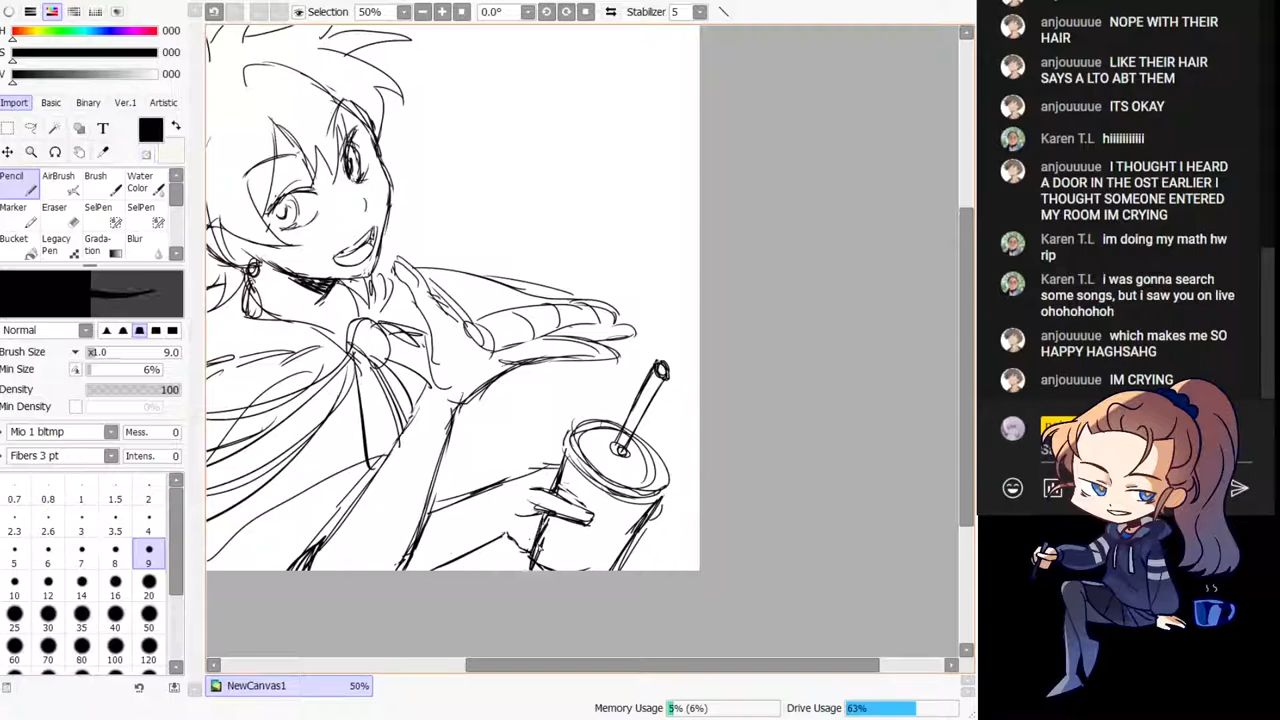 Selection 50% 0.0° Stabilizer 5
H 000
S 000
V 000
Import Basic Binary Ver.1 Artistic
T
Pencil AirBrush Brush Water Color
Marker Eraser SelPen SelPen
Bucket Legacy Pen Grada-tion Blur
Normal
Brush Size x1.0 9.0
Min Size 6%
Density 100
Min Density 0%
Mio 1 bltmp Mess. 0
Fibers 3 pt Intens. 0
0.7 0.8 1 1.5 2
2.3 2.6 3 3.5 4
5 6 7 8 9
10 12 14 16 20
25 30 35 40 50
60 70 80 100 120
NewCanvas1 50%
Memory Usage 5% (6%) Drive Usage 63%
anjouuuue NOPE WITH THEIR
HAIR
anjouuuue LIKE THEIR HAIR
SAYS A LTO ABT THEM
anjouuuue ITS OKAY
Karen T.L hiiiiiiiiiiii
anjouuuue I THOUGHT I HEARD
A DOOR IN THE OST EARLIER I
THOUGHT SOMEONE ENTERED
MY ROOM IM CRYING
Karen T.L im doing my math hw
rip
Karen T.L i was gonna search
some songs, but i saw you on live
ohohohohoh
anjouuuue which makes me SO
HAPPY HAGHSAHG
anjouuuue IM CRYING